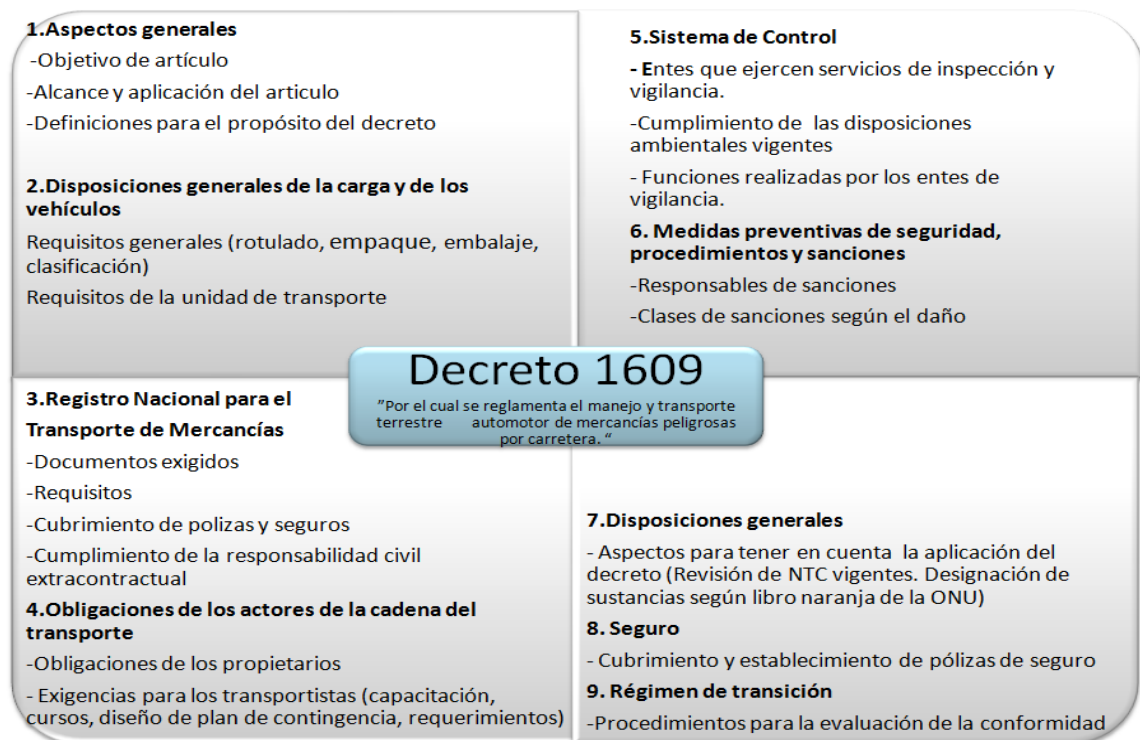 1.Aspectos generales
-Objetivo de artículo
-Alcance y aplicación del articulo
-Definiciones para el propósito del decreto
2.Disposiciones generales de la carga y de los
vehículos
Requisitos generales (rotulado, empaque, embalaje,
clasificación)
Requisitos de la unidad de transporte
5.Sistema de Control
- Entes que ejercen servicios de inspección y
vigilancia.
-Cumplimiento de las disposiciones
ambientales vigentes
- Funciones realizadas por los entes de
vigilancia.
6. Medidas preventivas de seguridad,
procedimientos y sanciones
-Responsables de sanciones
-Clases de sanciones según el daño
Decreto 1609
"Por el cual se reglamenta el manejo y transporte
terrestre automotor de mercancías peligrosas
por carretera. "
3.Registro Nacional para el
Transporte de Mercancías
-Documentos exigidos
-Requisitos
-Cubrimiento de polizas y seguros
-Cumplimiento de la responsabilidad civil
extracontractual
4.Obligaciones de los actores de la cadena del
transporte
-Obligaciones de los propietarios
- Exigencias para los transportistas (capacitación,
cursos, diseño de plan de contingencia, requerimientos)
7.Disposiciones generales
- Aspectos para tener en cuenta la aplicación del
decreto (Revisión de NTC vigentes. Designación de
sustancias según libro naranja de la ONU)
8. Seguro
- Cubrimiento y establecimiento de pólizas de seguro
9. Régimen de transición
-Procedimientos para la evaluación de la conformidad